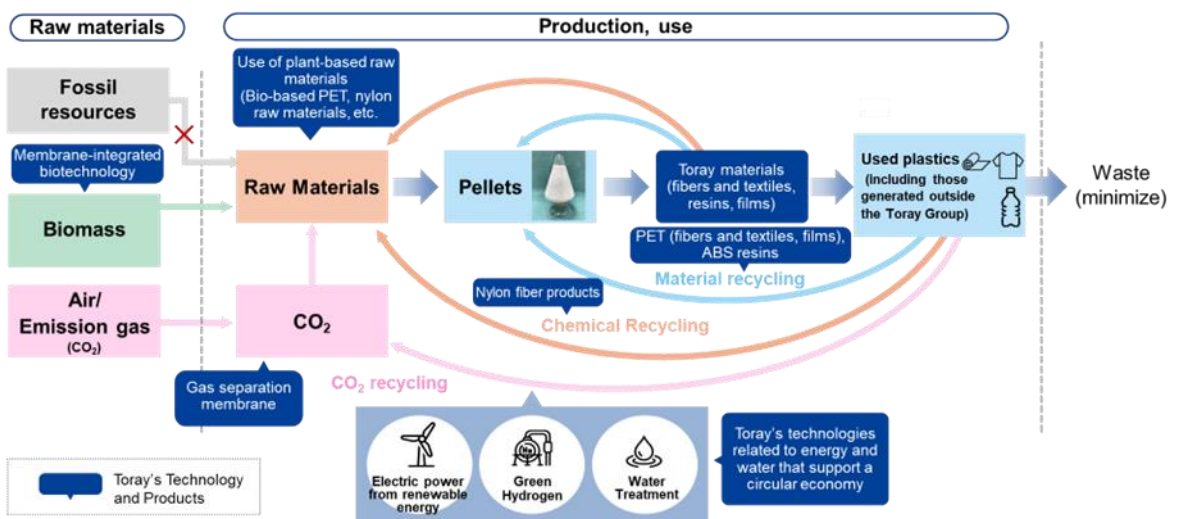 Raw materials
Production, use
Fossil
resources
Use of plant-based raw
materials
(Bio-based PET, nylon
raw materials, etc.
Membrane-integrated
biotechnology
Biomass
Raw Materials
Pellets
Toray materials
(fibers and textiles,
resins, films)
Used plastics
(including those
generated outside
the Toray Group)
Waste
(minimize)
PET (fibers and textiles, films),
ABS resins
Material recycling
Nylon fiber products
Chemical Recycling
Air/
Emission gas
(CO₂)
CO₂
CO₂ recycling
Gas separation
membrane
Electric power
from renewable
energy
Green
Hydrogen
Water
Treatment
Toray's technologies
related to energy and
water that support a
circular economy
Toray's Technology
and Products